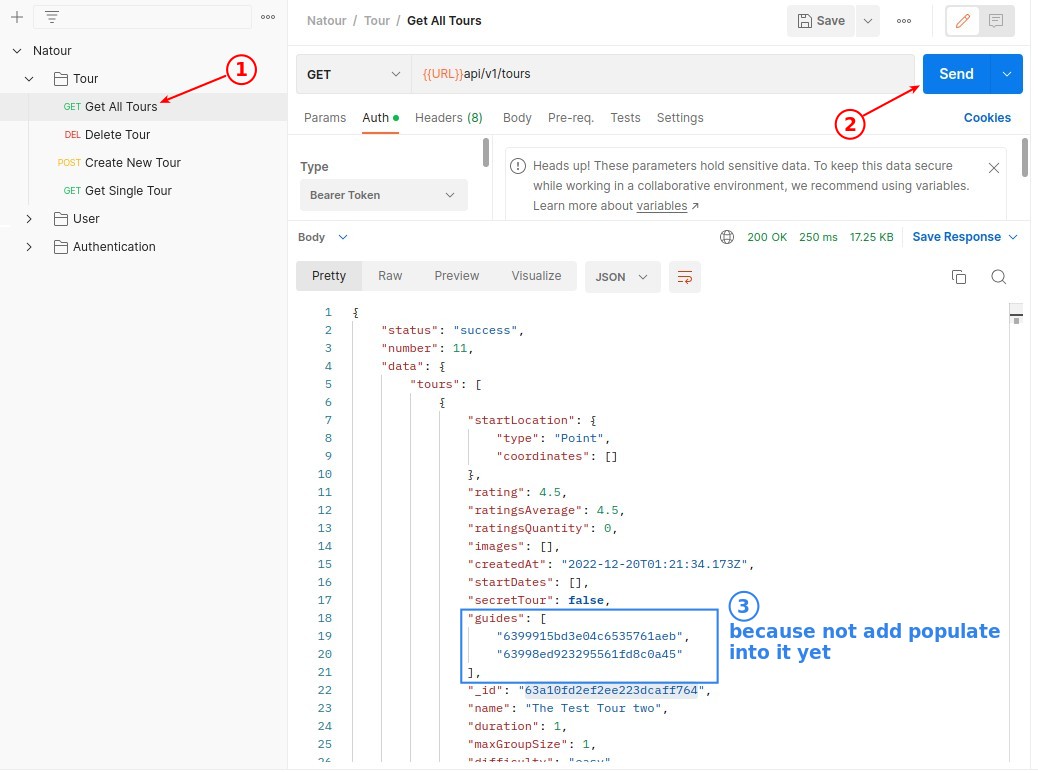 Natour
Tour
GET Get All Tours
DEL Delete Tour
POST Create New Tour
GET Get Single Tour
User
Authentication
1
Natour / Tour / Get All Tours
Save
GET
{{URL}}api/v1/tours
Send
2
Params Auth Headers (8) Body Pre-req. Tests Settings
Cookies
Type
Bearer Token
Heads up! These parameters hold sensitive data. To keep this data secure
while working in a collaborative environment, we recommend using variables.
Learn more about variables ↗
Body
200 OK 250 ms 17.25 KB Save Response
Pretty Raw Preview Visualize JSON
1 {
2 "status": "success",
3 "number": 11,
4 "data": {
5 "tours": [
6 {
7 "startLocation": {
8 "type": "Point",
9 "coordinates": []
10 },
11 "rating": 4.5,
12 "ratingsAverage": 4.5,
13 "ratingsQuantity": 0,
14 "images": [],
15 "createdAt": "2022-12-20T01:21:34.173Z",
16 "startDates": [],
17 "secretTour": false,
18 "guides": [
19 "6399915bd3e04c6535761aeb",
20 "63998ed923295561fd8c0a45"
21 ],
22 "_id": "63a10fd2ef2ee223dcaff764",
23 "name": "The Test Tour two",
24 "duration": 1,
25 "maxGroupSize": 1,
26 "difficulty": "easy",
3
because not add populate
into it yet